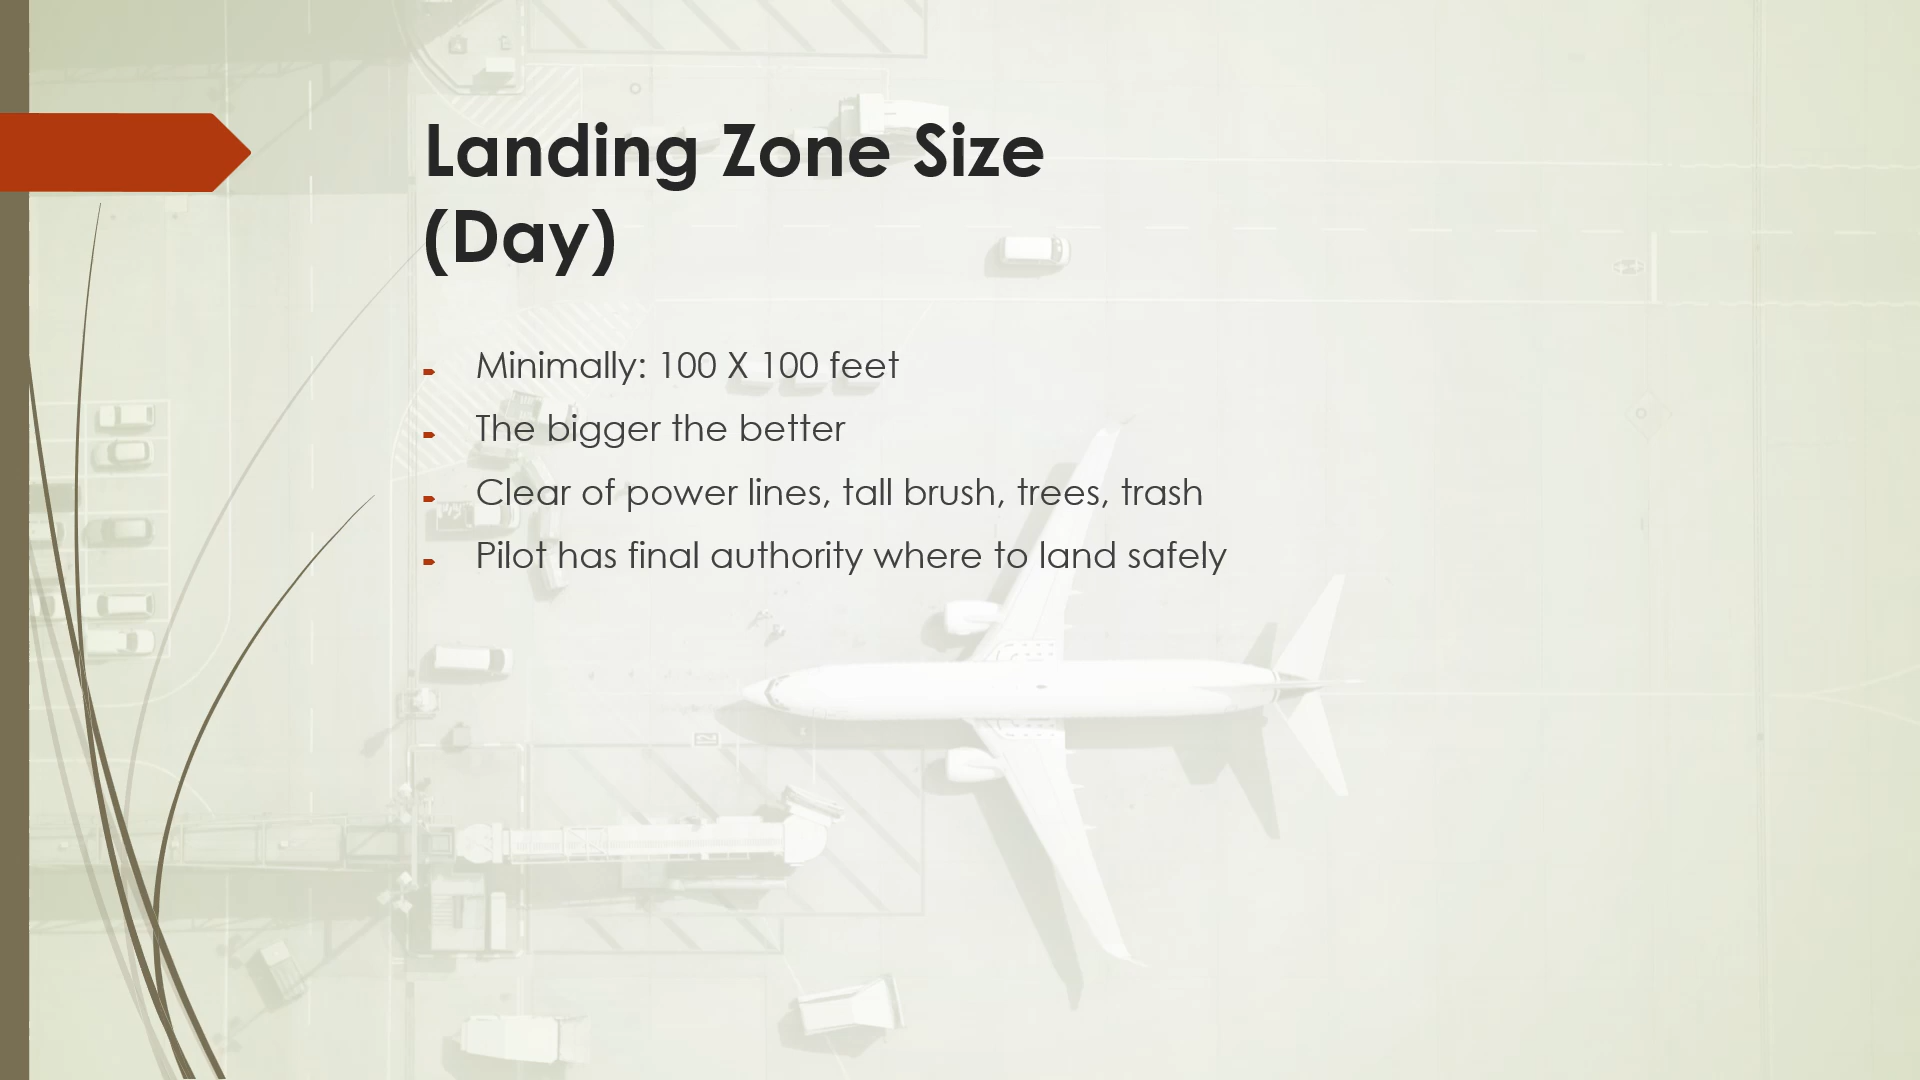 Landing Zone Size
(Day)
Minimally: 100 X 100 feet
The bigger the better
Clear of power lines, tall brush, trees, trash
Pilot has final authority where to land safely